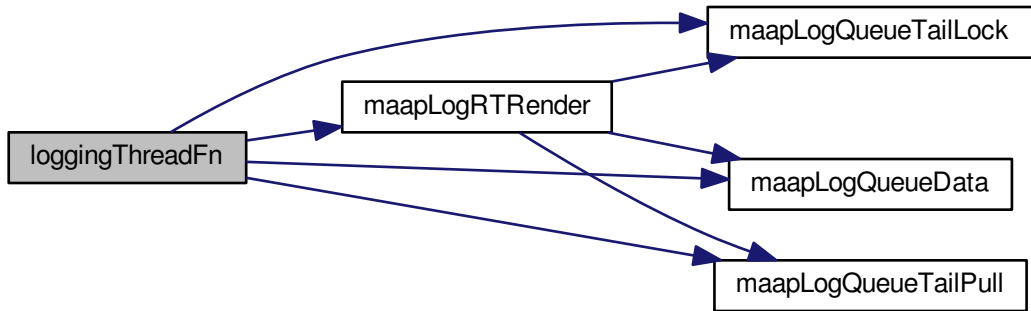 maapLogQueueTailLock
maapLogRTRender
loggingThreadFn
maapLogQueueData
maapLogQueueTailPull